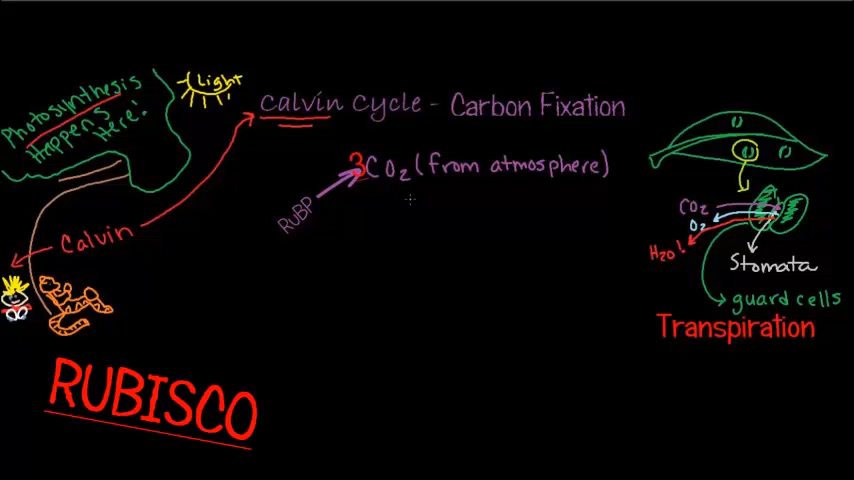 Photosynthesis
Happens
Here!
Light
Calvin Cycle - Carbon Fixation
3CO2 (from atmosphere)
RUBP
Calvin
CO2
O2
H2O!
Stomata
guard cells
Transpiration
RUBISCO